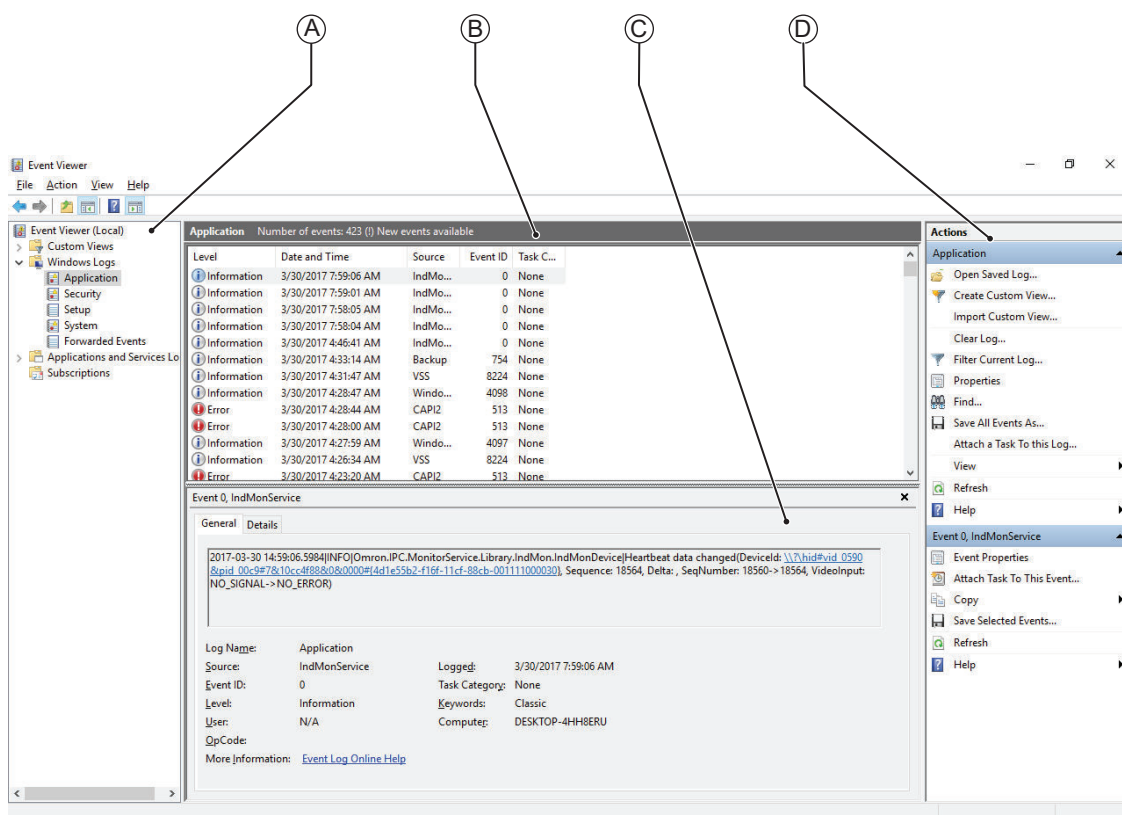 A
B
C
D
Event Viewer
File Action View Help
Event Viewer (Local)
Custom Views
Windows Logs
Application
Security
Setup
System
Forwarded Events
Applications and Services Lo
Subscriptions
Application Number of events: 423 (!) New events available
Level Date and Time Source Event ID Task C...
Information 3/30/2017 7:59:06 AM IndMo... 0 None
Information 3/30/2017 7:59:01 AM IndMo... 0 None
Information 3/30/2017 7:58:05 AM IndMo... 0 None
Information 3/30/2017 7:58:04 AM IndMo... 0 None
Information 3/30/2017 4:46:41 AM IndMo... 0 None
Information 3/30/2017 4:33:14 AM Backup 754 None
Information 3/30/2017 4:31:47 AM VSS 8224 None
Information 3/30/2017 4:28:47 AM Windo... 4098 None
Error 3/30/2017 4:28:44 AM CAPI2 513 None
Error 3/30/2017 4:28:00 AM CAPI2 513 None
Information 3/30/2017 4:27:59 AM Windo... 4097 None
Information 3/30/2017 4:26:34 AM VSS 8224 None
Error 3/30/2017 4:23:20 AM CAPI2 513 None
Event 0, IndMonService
General Details
2017-03-30 14:59:06.5984|INFO|Omron.IPC.MonitorService.Library.IndMon.IndMonDevice|Heartbeat data changed(DeviceId: \\?\hid#vid_0590
&pid_00c9#7&10cc4f88&0&0000#{4d1e55b2-f16f-11cf-88cb-001111000030}, Sequence: 18564, Delta: , SeqNumber: 18560->18564, VideoInput:
NO_SIGNAL->NO_ERROR)
Log Name: Application
Source: IndMonService Logged: 3/30/2017 7:59:06 AM
Event ID: 0 Task Category: None
Level: Information Keywords: Classic
User: N/A Computer: DESKTOP-4HH8ERU
OpCode:
More Information: Event Log Online Help
Actions
Application
Open Saved Log...
Create Custom View...
Import Custom View...
Clear Log...
Filter Current Log...
Properties
Find...
Save All Events As...
Attach a Task To this Log...
View
Refresh
Help
Event 0, IndMonService
Event Properties
Attach Task To This Event...
Copy
Save Selected Events...
Refresh
Help